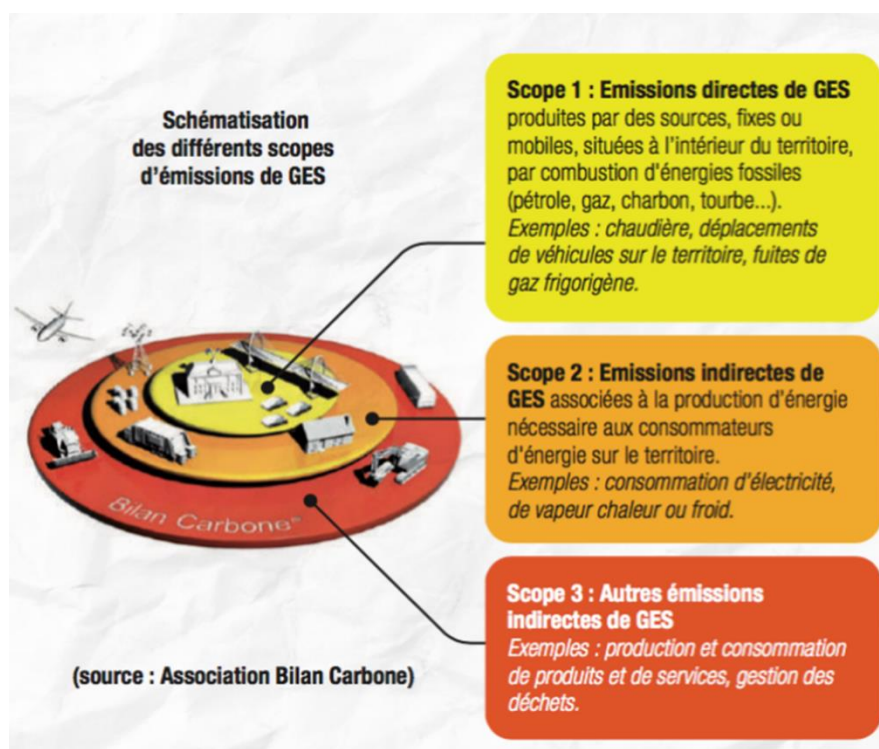 Schématisation
des différents scopes
d'émissions de GES
Scope 1 : Emissions directes de GES
produites par des sources, fixes ou
mobiles, situées à l'intérieur du territoire,
par combustion d'énergies fossiles
(pétrole, gaz, charbon, tourbe...).
Exemples : chaudière, déplacements
de véhicules sur le territoire, fuites de
gaz frigorigène.
Scope 2 : Emissions indirectes de
GES associées à la production d'énergie
nécessaire aux consommateurs
d'énergie sur le territoire.
Exemples : consommation d'électricité,
de vapeur chaleur ou froid.
Bilan Carbone®
Scope 3 : Autres émissions
indirectes de GES
Exemples : production et consommation
de produits et de services, gestion des
déchets.
(source : Association Bilan Carbone)